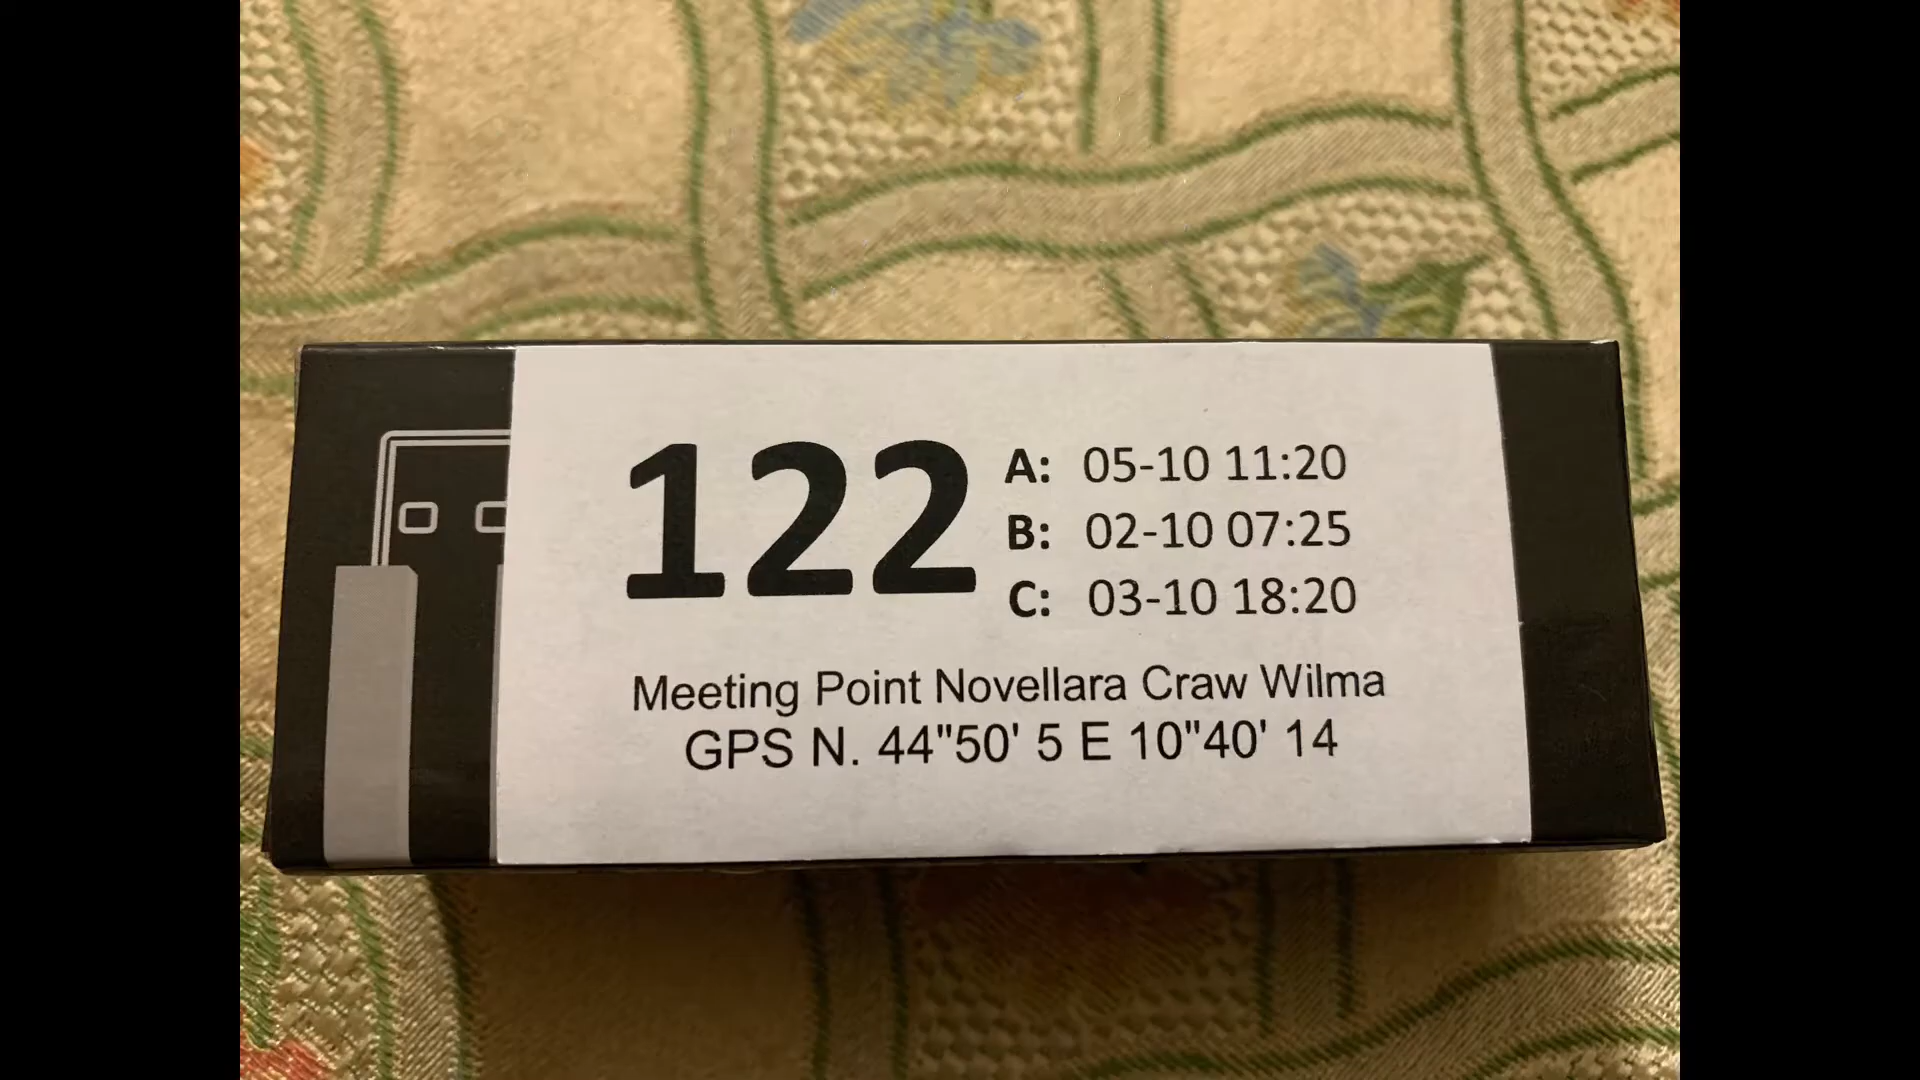 122
A: 05-10 11:20
B: 02-10 07:25
C: 03-10 18:20
Meeting Point Novellara Craw Wilma
GPS N. 44"50' 5 E 10"40' 14